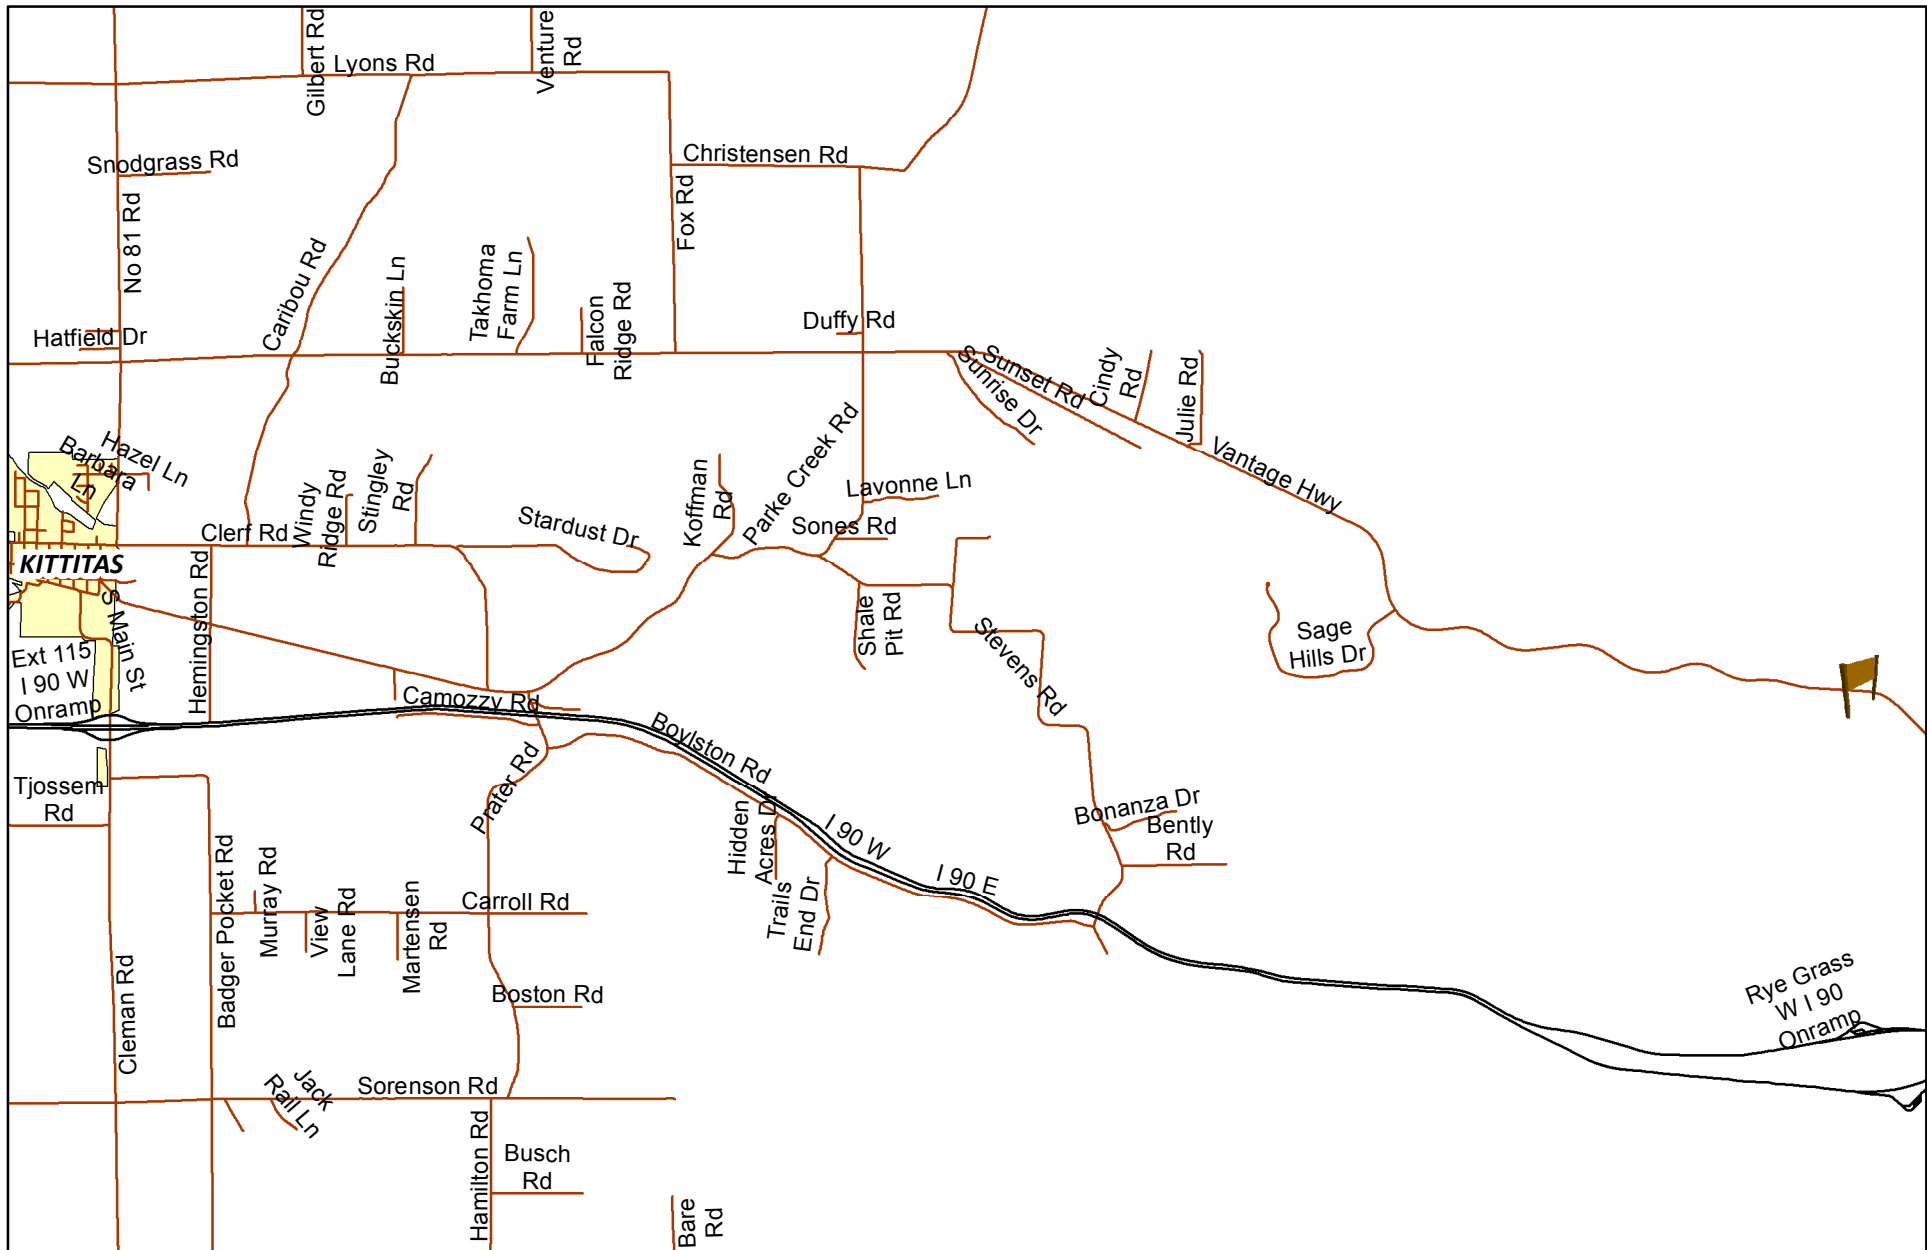 Gilbert Rd
Lyons Rd
Venture
Rd
Snodgrass Rd
Christensen Rd
No 81 Rd
Fox Rd
Caribou Rd
Buckskin Ln
Takhoma
Farm Ln
Falcon
Ridge Rd
Hatfield Dr
Duffy Rd
Sunset Rd
Sunrise Dr
Cindy
Rd
Julie Rd
Vantage Hwy
Hazel Ln
Barbara
Ln
Clerf Rd
Windy
Ridge Rd
Stingley
Rd
Stardust Dr
Koffman
Rd
Parke Creek Rd
Lavonne Ln
Sones Rd
KITTITAS
Hemingston Rd
S Main St
Shale
Pit Rd
Stevens Rd
Sage
Hills Dr
Ext 115
I 90 W
Onramp
Camozzy Rd
Boylston Rd
Prater Rd
Tjossem
Rd
Hidden
Acres Dr
I 90 W
I 90 E
Bonanza Dr
Bently
Rd
Trails
End Dr
Badger Pocket Rd
Murray Rd
View
Lane Rd
Martensen
Rd
Carroll Rd
Cleman Rd
Boston Rd
Rye Grass
W I 90
Onramp
Jack
Rail Ln
Sorenson Rd
Hamilton Rd
Busch
Rd
Bare
Rd